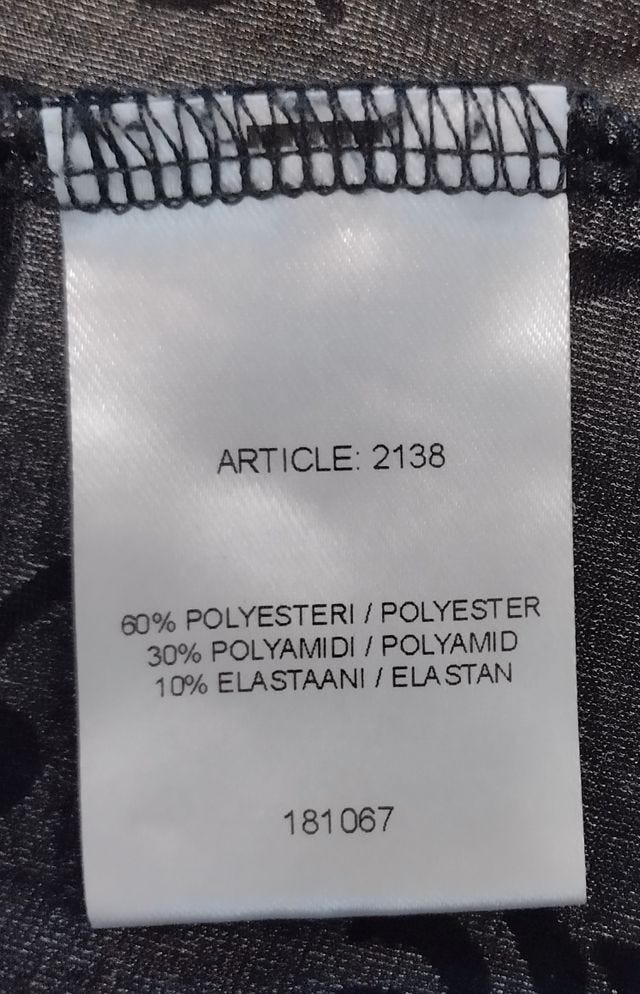 ARTICLE: 2138
60% POLYESTERI / POLYESTER
30% POLYAMIDI / POLYAMID
10% ELASTAANI / ELASTAN
181067